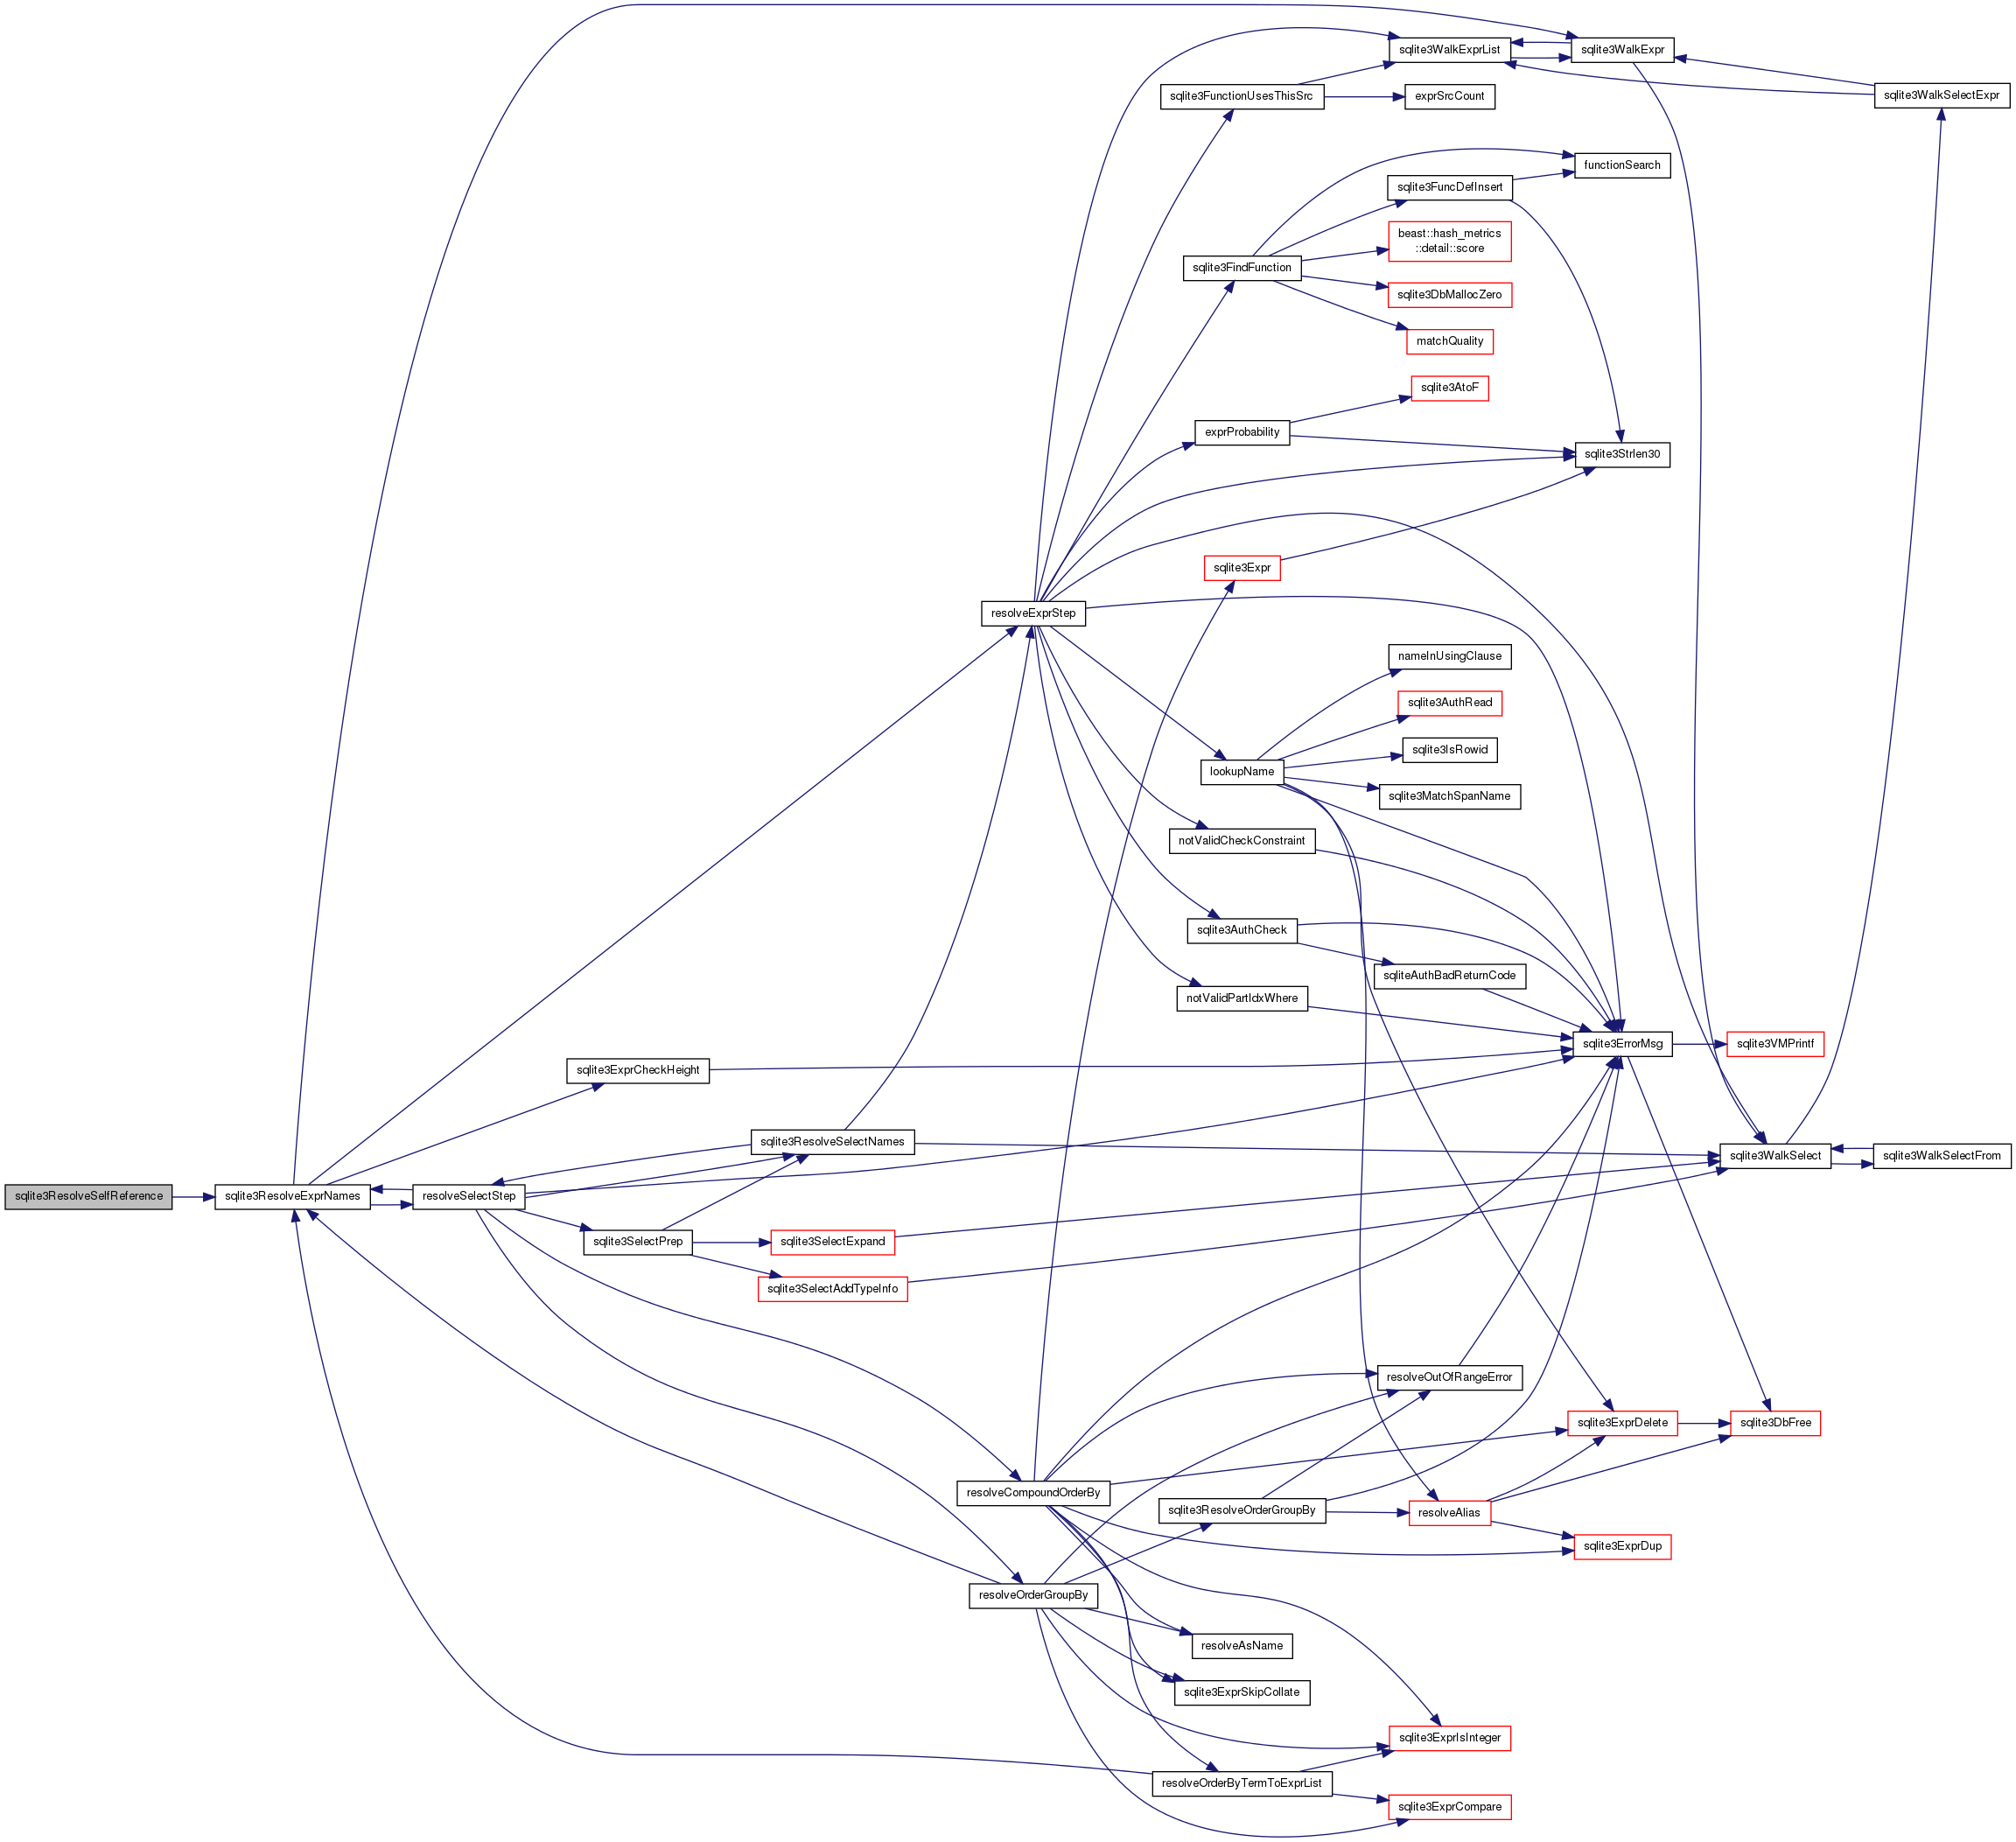 sqlite3WalkExprList
sqlite3WalkExpr
sqlite3FunctionUsesThisSrc
exprSrcCount
sqlite3WalkSelectExpr
functionSearch
sqlite3FuncDefInsert
beast::hash_metrics
::detail::score
sqlite3FindFunction
sqlite3DbMallocZero
matchQuality
sqlite3AtoF
exprProbability
sqlite3Strlen30
sqlite3Expr
resolveExprStep
nameInUsingClause
sqlite3AuthRead
sqlite3IsRowid
lookupName
sqlite3MatchSpanName
notValidCheckConstraint
sqlite3AuthCheck
sqliteAuthBadReturnCode
notValidPartIdxWhere
sqlite3ErrorMsg
sqlite3VMPrintf
sqlite3ExprCheckHeight
sqlite3ResolveSelectNames
sqlite3WalkSelect
sqlite3WalkSelectFrom
sqlite3ResolveSelfReference
sqlite3ResolveExprNames
resolveSelectStep
sqlite3SelectPrep
sqlite3SelectExpand
sqlite3SelectAddTypeInfo
resolveOutOfRangeError
sqlite3ExprDelete
sqlite3DbFree
resolveCompoundOrderBy
sqlite3ResolveOrderGroupBy
resolveAlias
sqlite3ExprDup
resolveOrderGroupBy
resolveAsName
sqlite3ExprSkipCollate
sqlite3ExprIsInteger
resolveOrderByTermToExprList
sqlite3ExprCompare